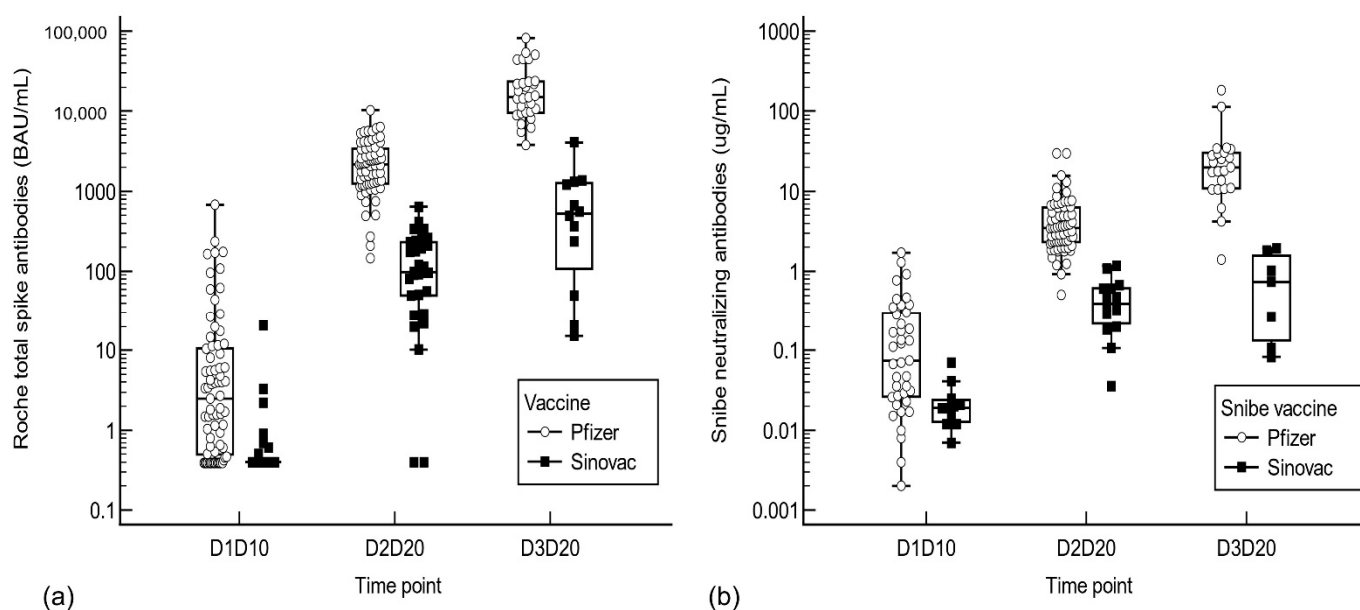 Roche total spike antibodies (BAU/mL)
100,000
10,000
1000
100
10
1
0.1
Vaccine
Pfizer
Sinovac
D1D10 D2D20 D3D20
Time point
(a)
Snibe neutralizing antibodies (ug/mL)
1000
100
10
1
0.1
0.01
0.001
Snibe vaccine
Pfizer
Sinovac
D1D10 D2D20 D3D20
Time point
(b)